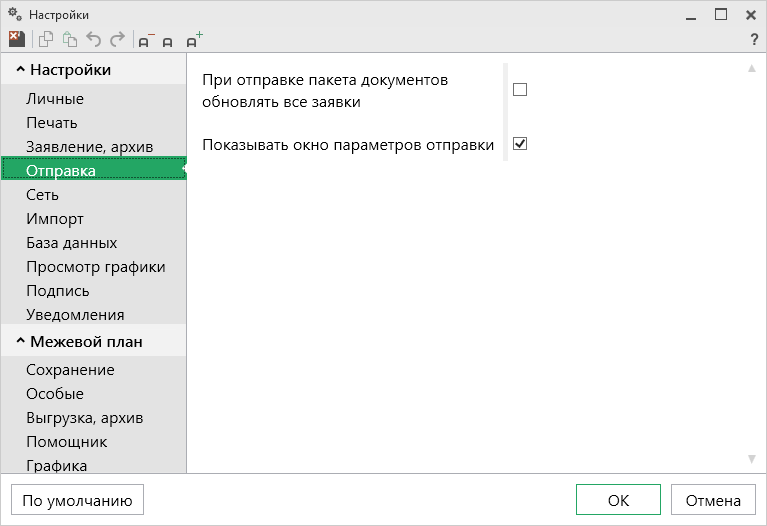 Настройки
?
Настройки
Личные
Печать
Заявление, архив
Отправка
Сеть
Импорт
База данных
Просмотр графики
Подпись
Уведомления
Межевой план
Сохранение
Особые
Выгрузка, архив
Помощник
Графика
При отправке пакета документов
обновлять все заявки
Показывать окно параметров отправки
По умолчанию
OK
Отмена